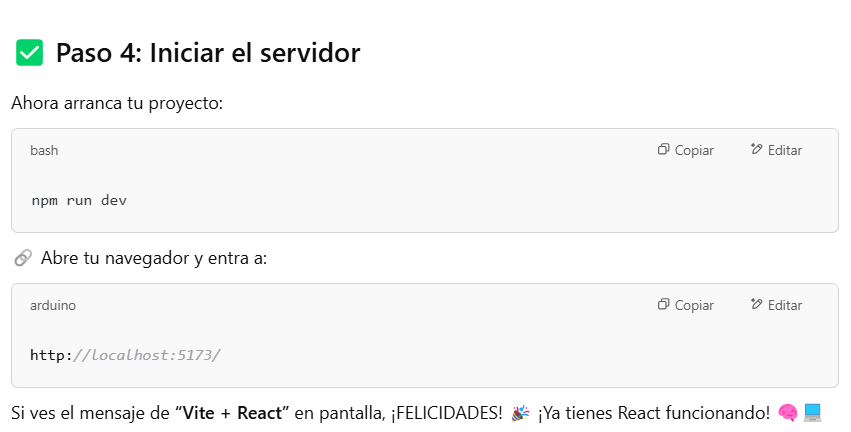 ✅ Paso 4: Iniciar el servidor
Ahora arranca tu proyecto:
bash Copiar Editar
npm run dev
🔗 Abre tu navegador y entra a:
arduino Copiar Editar
http://localhost:5173/
Si ves el mensaje de “Vite + React” en pantalla, ¡FELICIDADES! 🎉 ¡Ya tienes React funcionando! 🧠💻